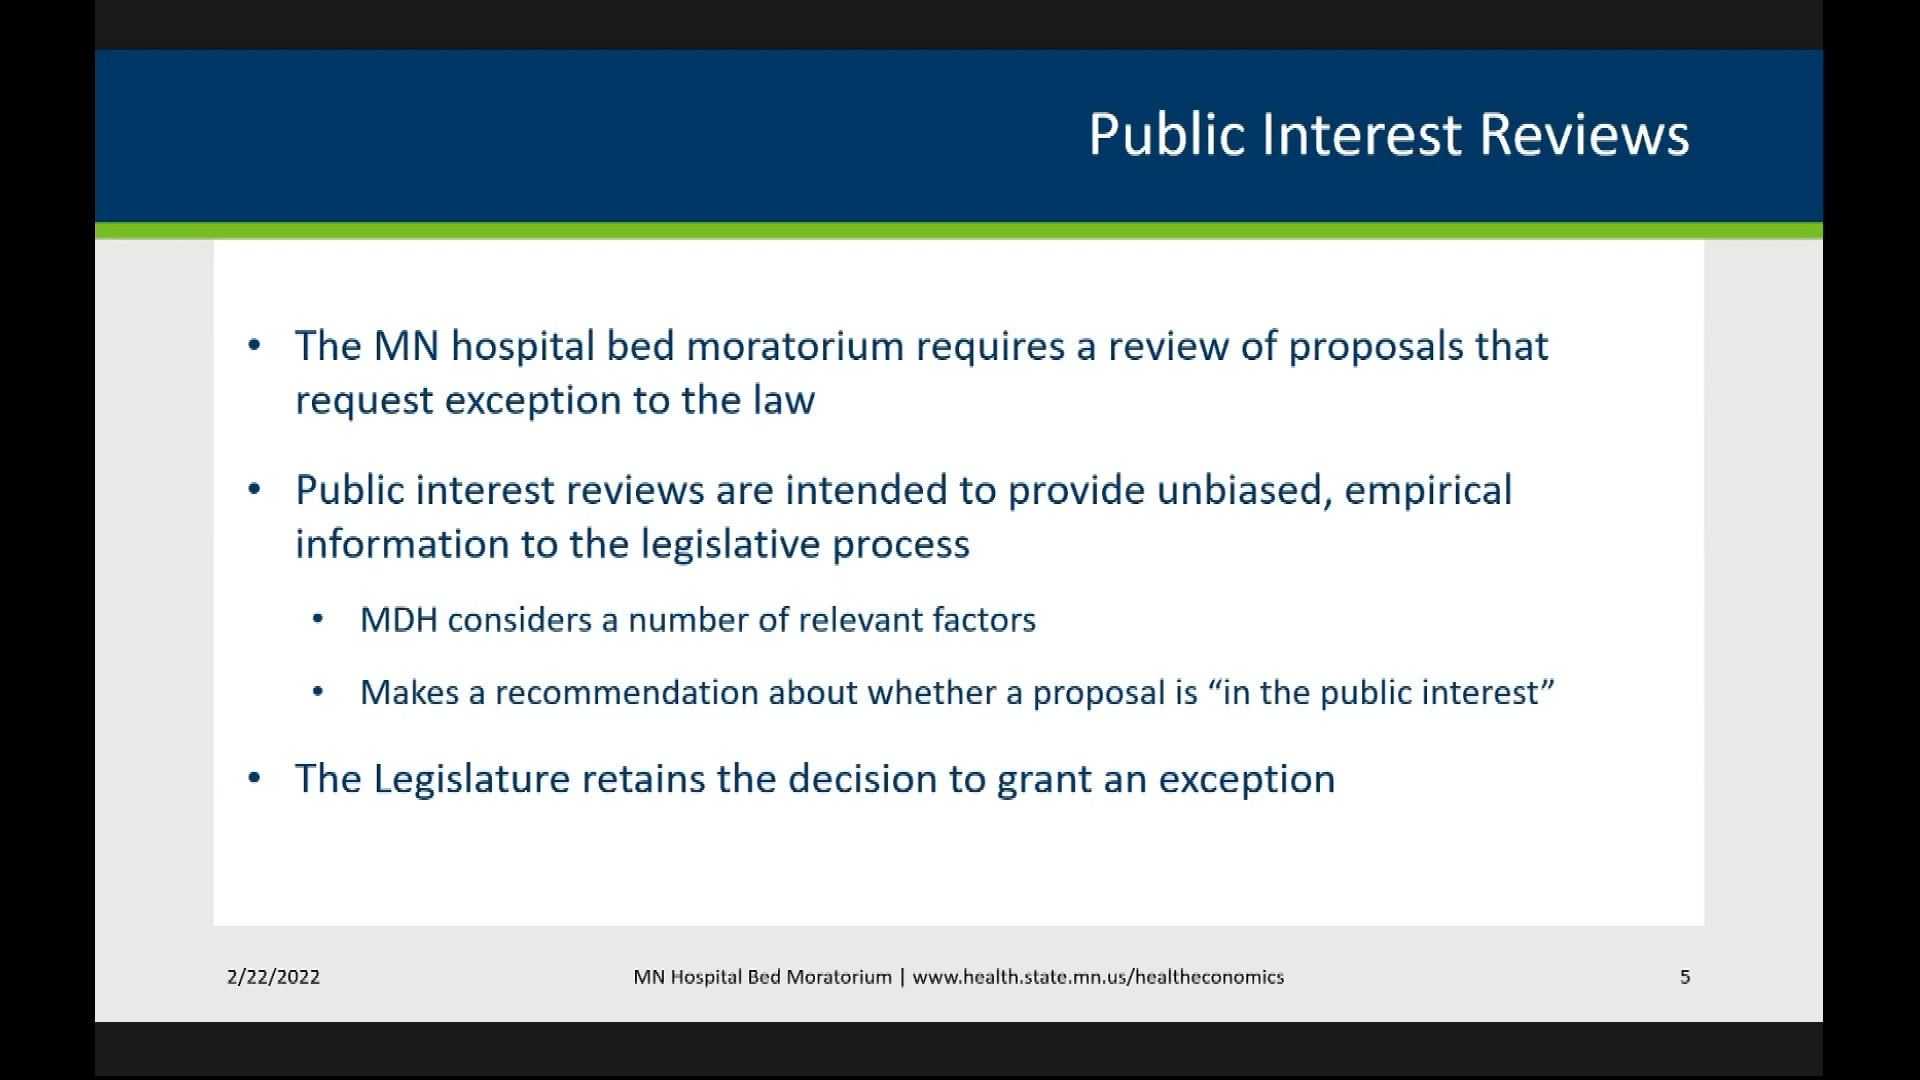 Public Interest Reviews
• The MN hospital bed moratorium requires a review of proposals that
request exception to the law
• Public interest reviews are intended to provide unbiased, empirical
information to the legislative process
• MDH considers a number of relevant factors
• Makes a recommendation about whether a proposal is “in the public interest”
• The Legislature retains the decision to grant an exception
2/22/2022
MN Hospital Bed Moratorium | www.health.state.mn.us/healtheconomics
5